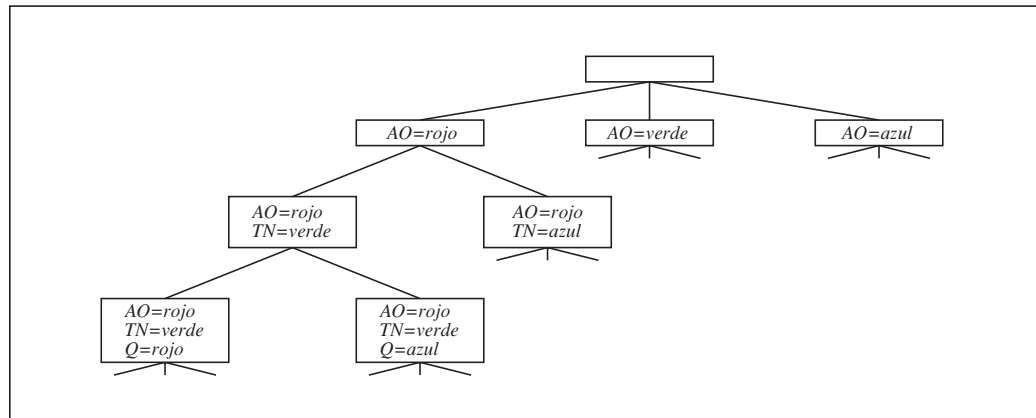 AO=rojo
AO=verde
AO=azul
AO=rojo
TN=verde
AO=rojo
TN=azul
AO=rojo
TN=verde
Q=rojo
AO=rojo
TN=verde
Q=azul